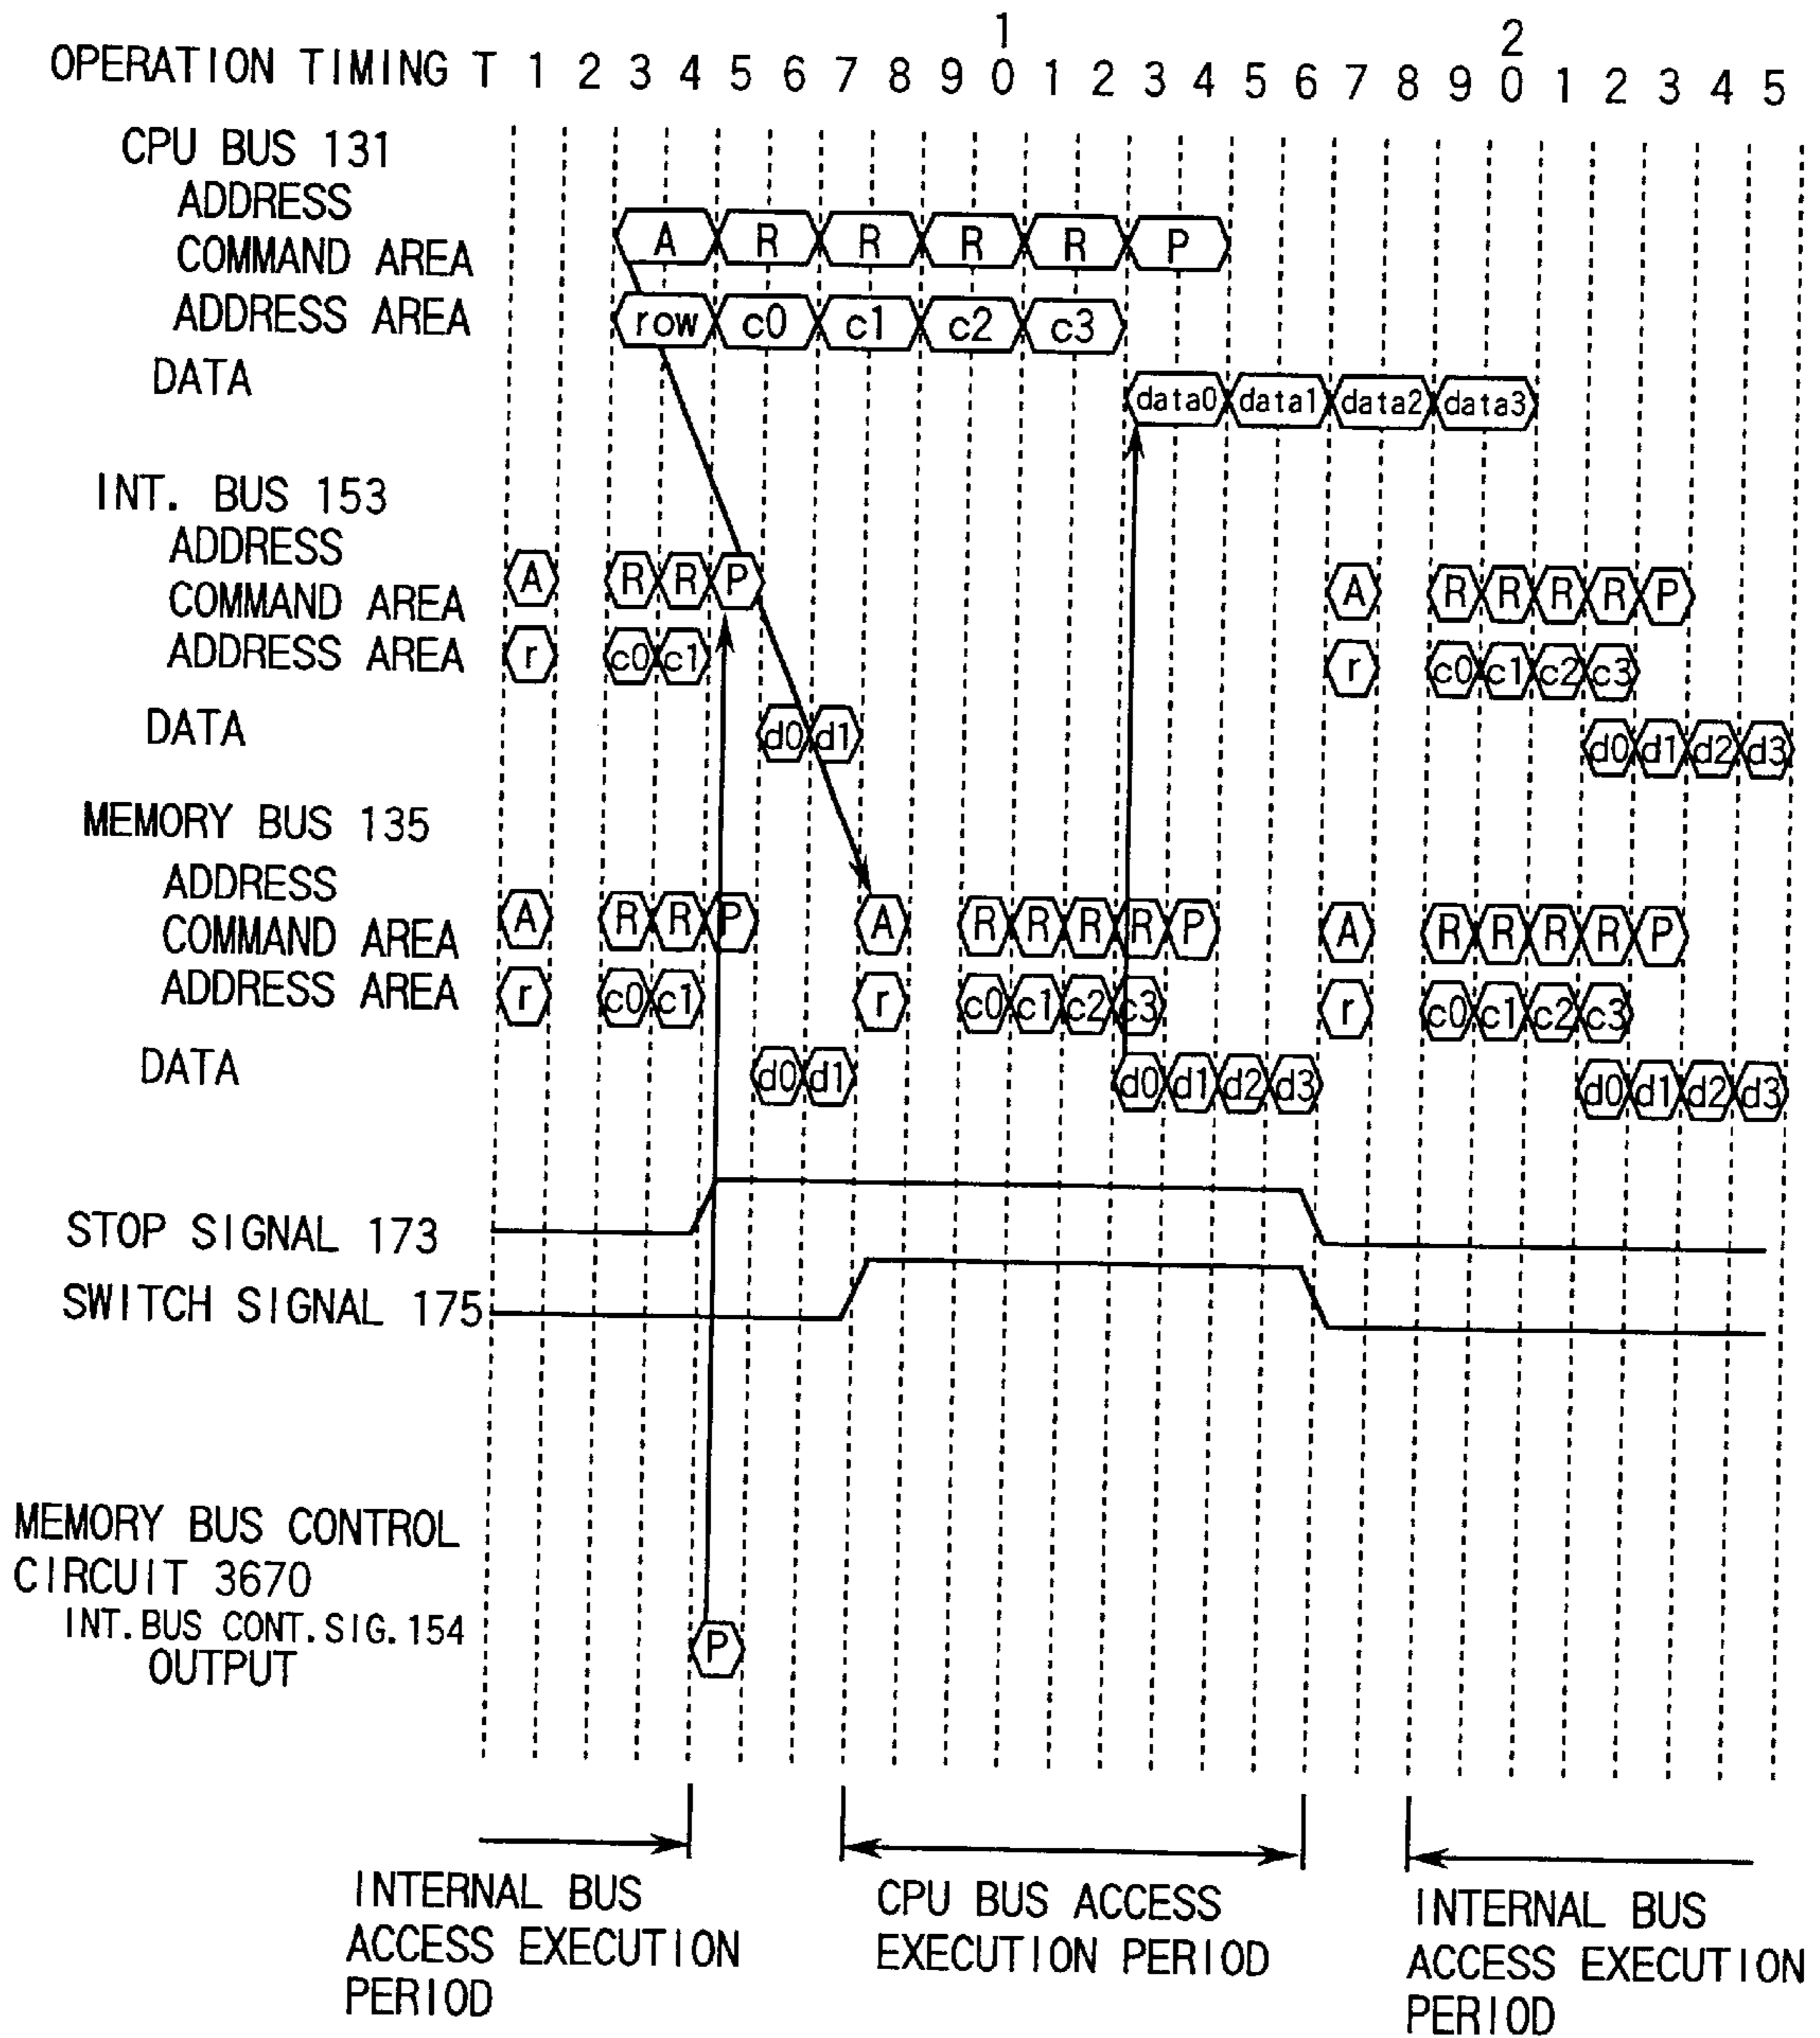 1 2
OPERATION TIMING T 1 2 3 4 5 6 7 8 9 0 1 2 3 4 5 6 7 8 9 0 1 2 3 4 5
CPU BUS 131
ADDRESS
COMMAND AREA A R R R R P
ADDRESS AREA row c0 c1 c2 c3
DATA data0 data1 data2 data3
INT. BUS 153
ADDRESS
COMMAND AREA A R R P A R R R R P
ADDRESS AREA r c0 c1 r c0 c1 c2 c3
DATA d0 d1 d0 d1 d2 d3
MEMORY BUS 135
ADDRESS
COMMAND AREA A R R P A R R R R P A R R R R P
ADDRESS AREA r c0 c1 r c0 c1 c2 c3 r c0 c1 c2 c3
DATA d0 d1 d0 d1 d2 d3 d0 d1 d2 d3
STOP SIGNAL 173
SWITCH SIGNAL 175
MEMORY BUS CONTROL
CIRCUIT 3670
INT.BUS CONT.SIG.154
OUTPUT P
INTERNAL BUS
ACCESS EXECUTION
PERIOD
CPU BUS ACCESS
EXECUTION PERIOD
INTERNAL BUS
ACCESS EXECUTION
PERIOD